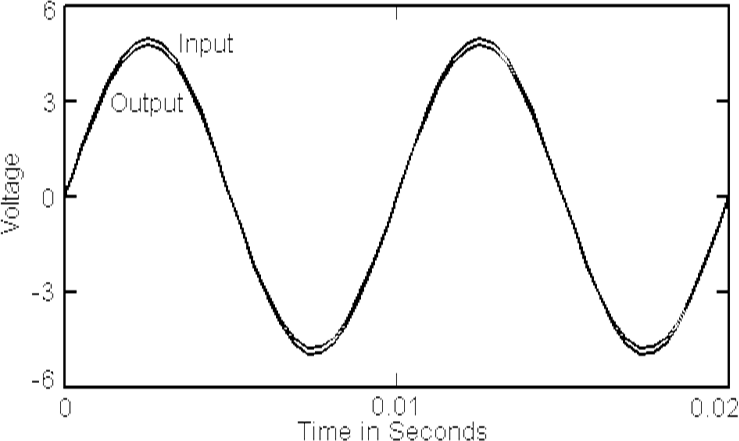 6
Input
3
Output
Voltage
0
-3
-6
0
0.01
0.02
Time in Seconds